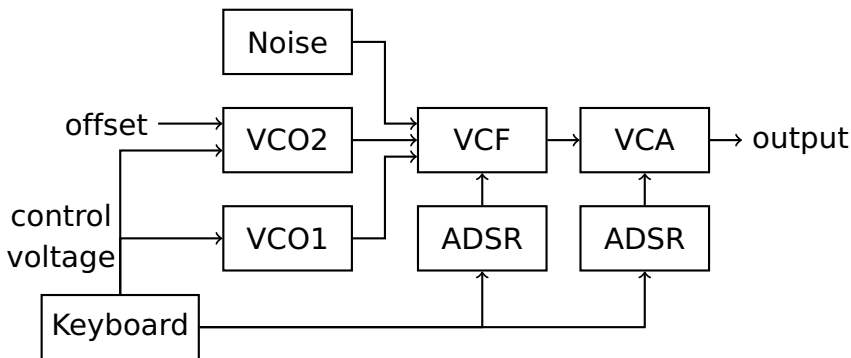 Noise
offset
VCO2
VCF
VCA
output
control
voltage
VCO1
ADSR
ADSR
Keyboard